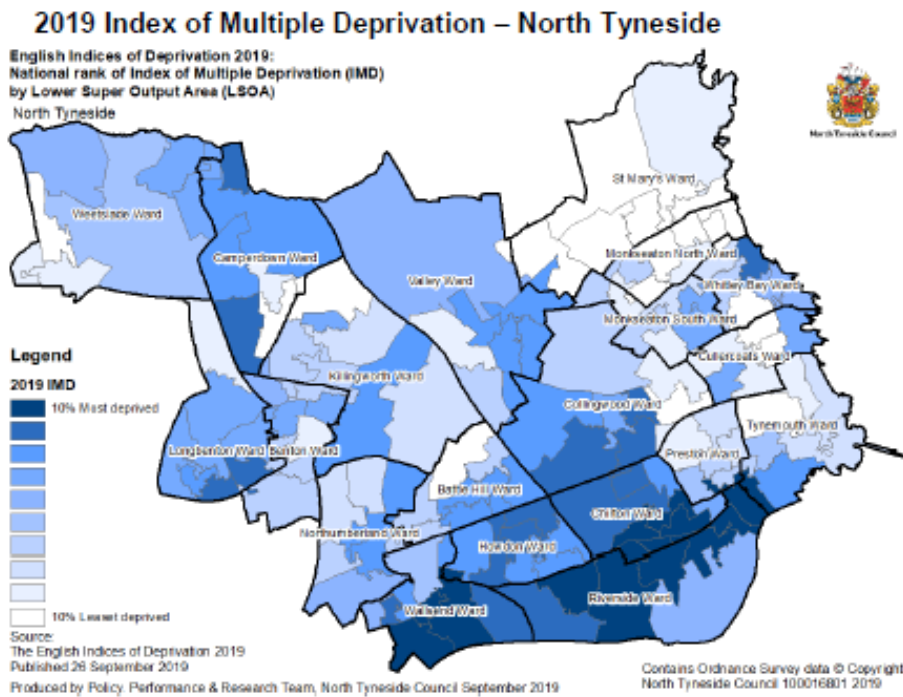 2019 Index of Multiple Deprivation – North Tyneside
English Indices of Deprivation 2019:
National rank of Index of Multiple Deprivation (IMD)
by Lower Super Output Area (LSOA)
North Tyneside
North Tyneside Council
St Mary's Ward
Weetslade Ward
Monkseaton North Ward
Camperdown Ward
Valley Ward
Whitley Bay Ward
Monkseaton South Ward
Legend
Cullercoats Ward
2019 IMD
Killingworth Ward
10% Most deprived
Collingwood Ward
Tynemouth Ward
Longbenton Ward
Benton Ward
Preston Ward
Battle Hill Ward
Chirton Ward
Northumberland Ward
Howdon Ward
Riverside Ward
Wallsend Ward
10% Leaset deprived
Source:
The English Indices of Deprivation 2019
Published 26 September 2019
Produced by Policy. Performance & Research Team, North Tyneside Council September 2019
Contains Ordnance Survey data © Copyright
North Tyneside Council 100016801 2019